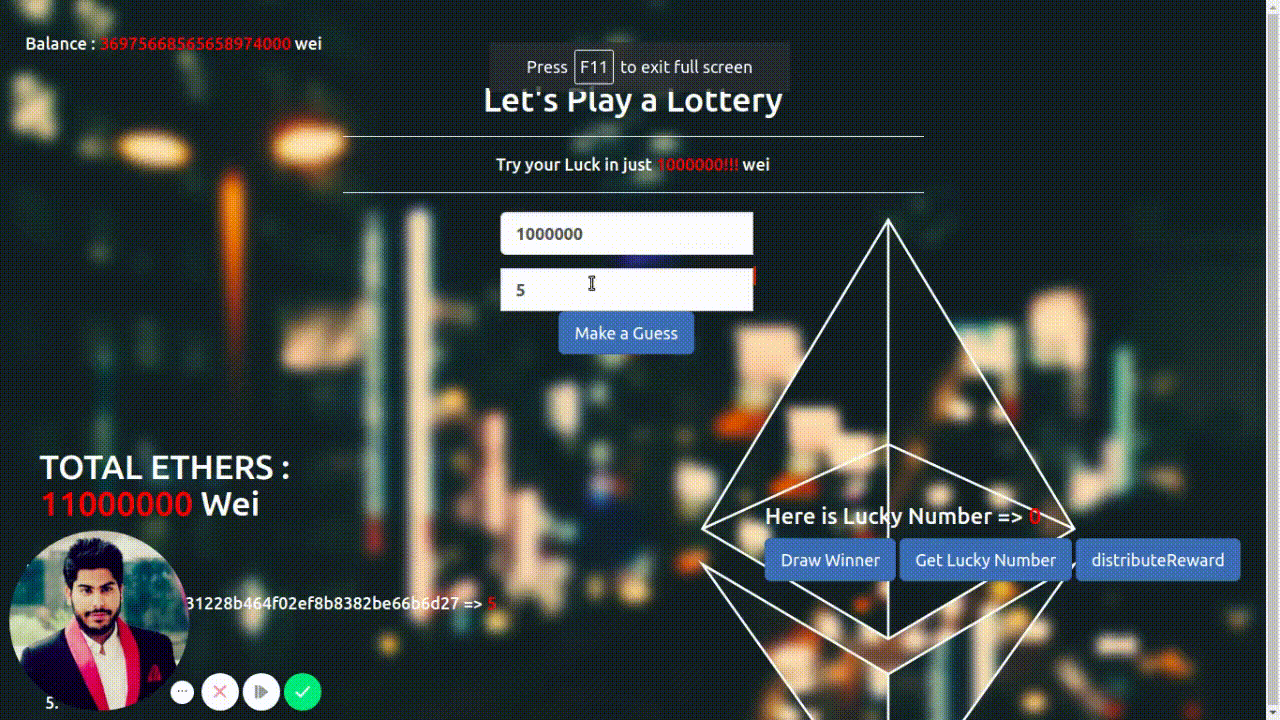 Balance : 36975668565658974000 wei
Press F11 to exit full screen
Let's Play a Lottery
Try your Luck in just 1000000!!! wei
1000000
5
Make a Guess
TOTAL ETHERS :
11000000 Wei
Here is Lucky Number => 0
Draw Winner
Get Lucky Number
distributeReward
31228b464f02ef8b8382be66b6d27 => 5
5.